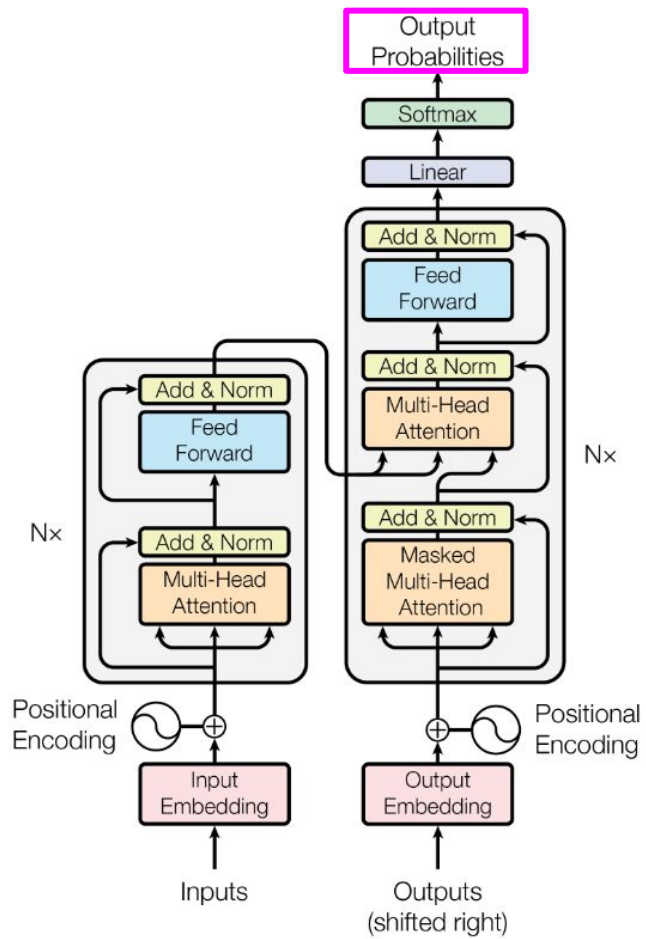 Output
Probabilities
Softmax
Linear
Add & Norm
Feed
Forward
Add & Norm
Multi-Head
Attention
Nx
Add & Norm
Masked
Multi-Head
Attention
Add & Norm
Feed
Forward
N×
Add & Norm
Multi-Head
Attention
Positional
Encoding
Positional
Encoding
Input
Embedding
Output
Embedding
Inputs
Outputs
(shifted right)